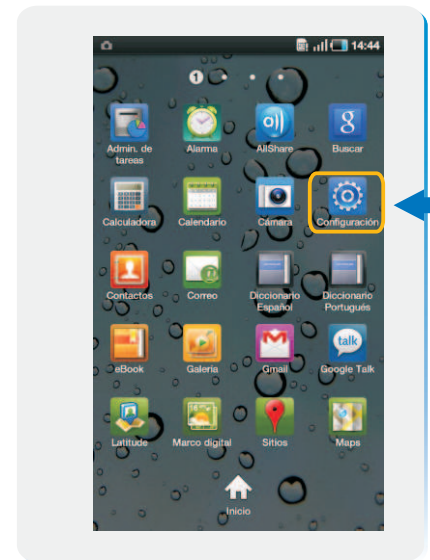 14:44
1
Admin. de
tareas
Alarma
AllShare
Buscar
Calculadora
Calendario
Cámara
Configuración
Contactos
Correo
Diccionario
Español
Diccionario
Portugués
eBook
Galería
Gmail
talk
Google Talk
Latitude
Marco digital
Sitios
Maps
Inicio